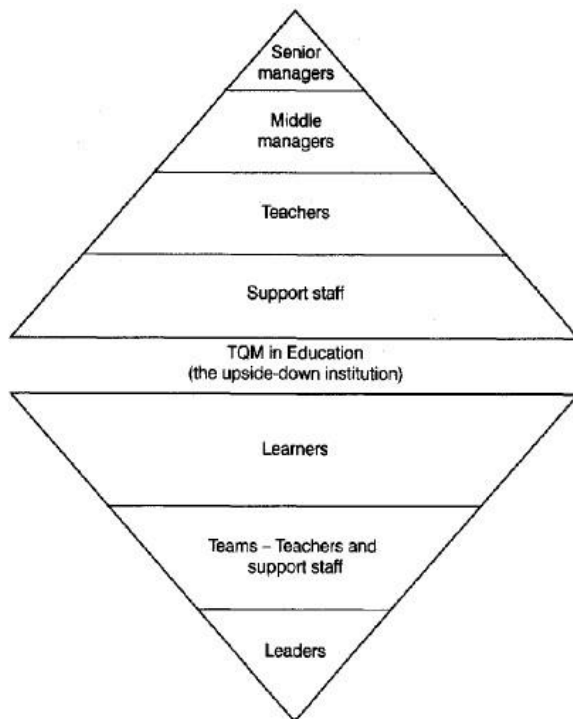 Senior
managers
Middle
managers
Teachers
Support staff
TQM in Education
(the upside-down institution)
Learners
Teams – Teachers and
support staff
Leaders